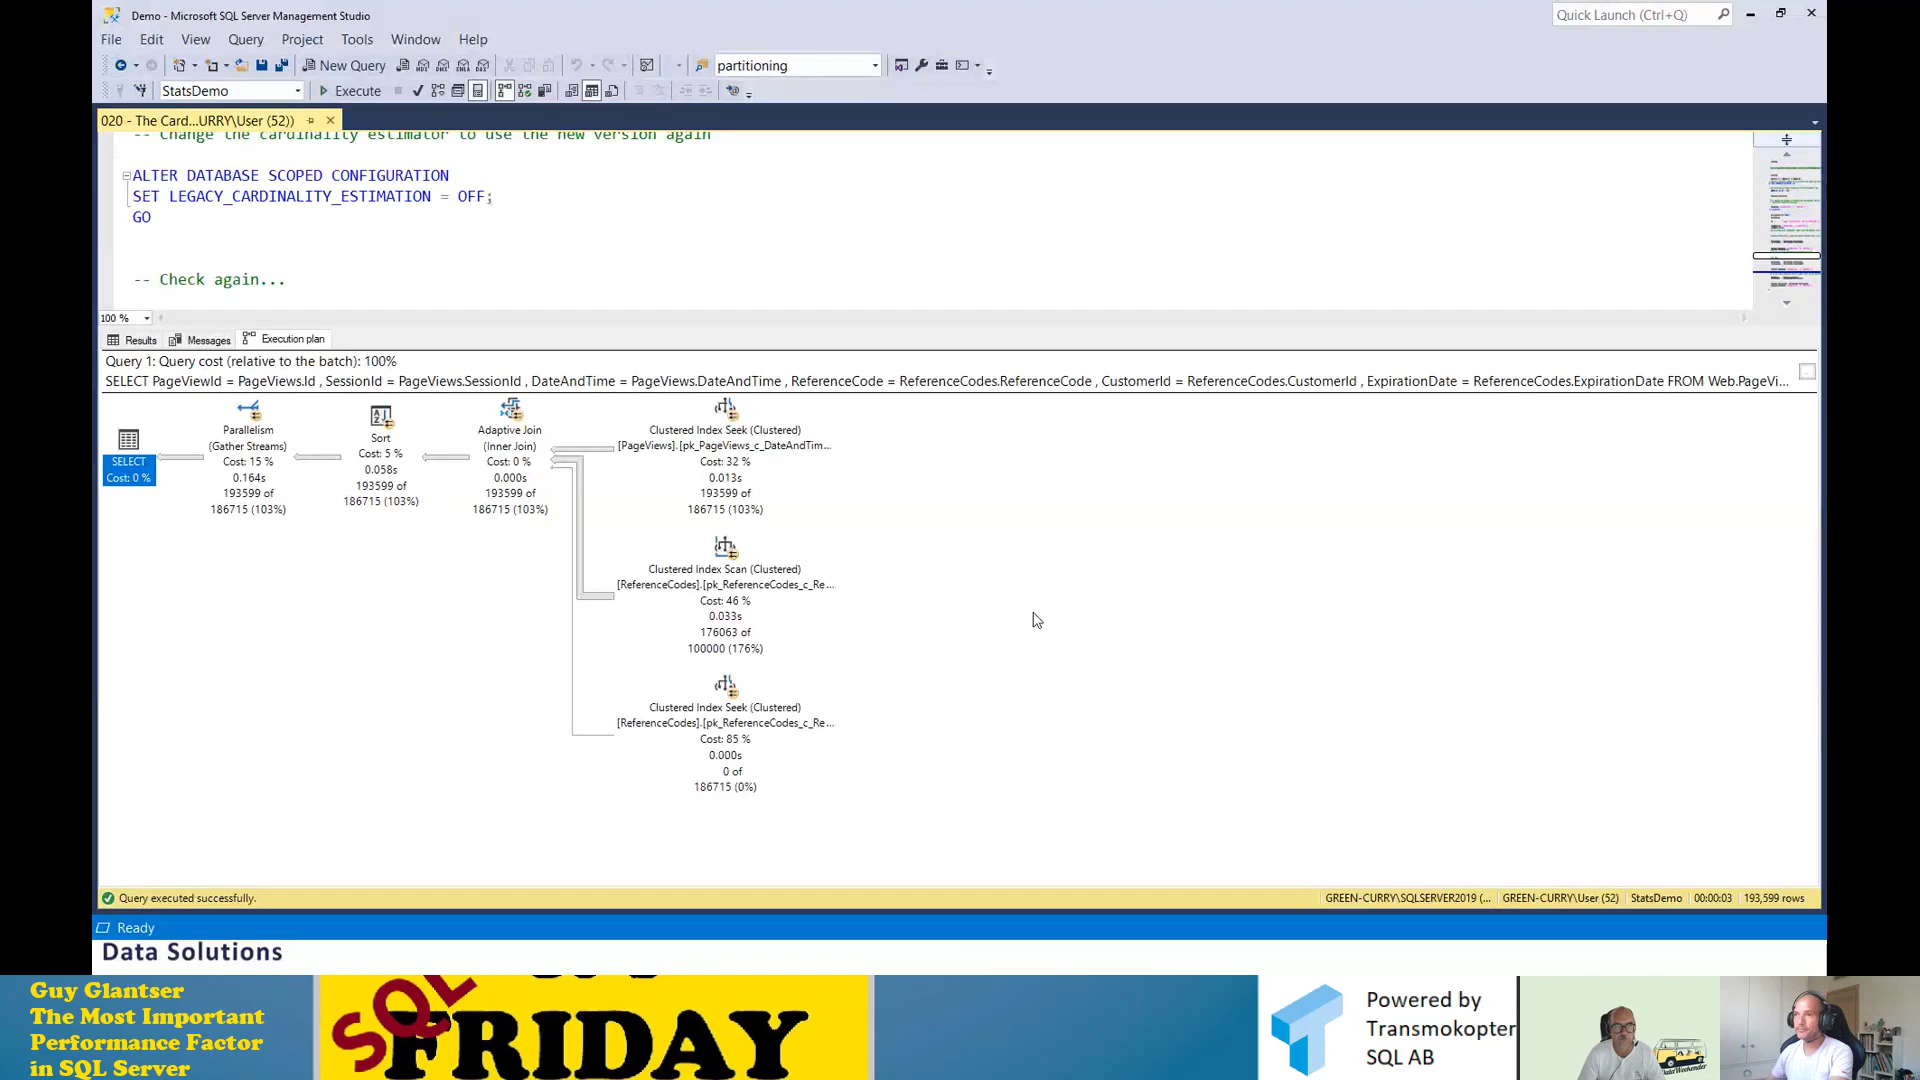 Demo - Microsoft SQL Server Management Studio
Quick Launch (Ctrl+Q)
File Edit View Query Project Tools Window Help
New Query
partitioning
StatsDemo
Execute
020 - The Card...URRY\User (52))
-- Change the cardinality estimator to use the new version again
ALTER DATABASE SCOPED CONFIGURATION
SET LEGACY_CARDINALITY_ESTIMATION = OFF;
GO
-- Check again...
100 %
Results Messages Execution plan
Query 1: Query cost (relative to the batch): 100%
SELECT PageViewId = PageViews.Id , SessionId = PageViews.SessionId , DateAndTime = PageViews.DateAndTime , ReferenceCode = ReferenceCodes.ReferenceCode , CustomerId = ReferenceCodes.CustomerId , ExpirationDate = ReferenceCodes.ExpirationDate FROM Web.PageVi...
SELECT
Cost: 0 %
Parallelism
(Gather Streams)
Cost: 15 %
0.164s
193599 of
186715 (103%)
Sort
Cost: 5 %
0.058s
193599 of
186715 (103%)
Adaptive Join
(Inner Join)
Cost: 0 %
0.000s
193599 of
186715 (103%)
Clustered Index Seek (Clustered)
[PageViews].[pk_PageViews_c_DateAndTim...
Cost: 32 %
0.013s
193599 of
186715 (103%)
Clustered Index Scan (Clustered)
[ReferenceCodes].[pk_ReferenceCodes_c_Re...
Cost: 46 %
0.033s
176063 of
100000 (176%)
Clustered Index Seek (Clustered)
[ReferenceCodes].[pk_ReferenceCodes_c_Re...
Cost: 85 %
0.000s
0 of
186715 (0%)
Query executed successfully.
GREEN-CURRY\SQLSERVER2019 (... GREEN-CURRY\User (52) StatsDemo 00:00:03 193,599 rows
Ready
Data Solutions
Guy Glantser
The Most Important
Performance Factor
in SQL Server
SQL
FRIDAY
Powered by
Transmokopter
SQL AB